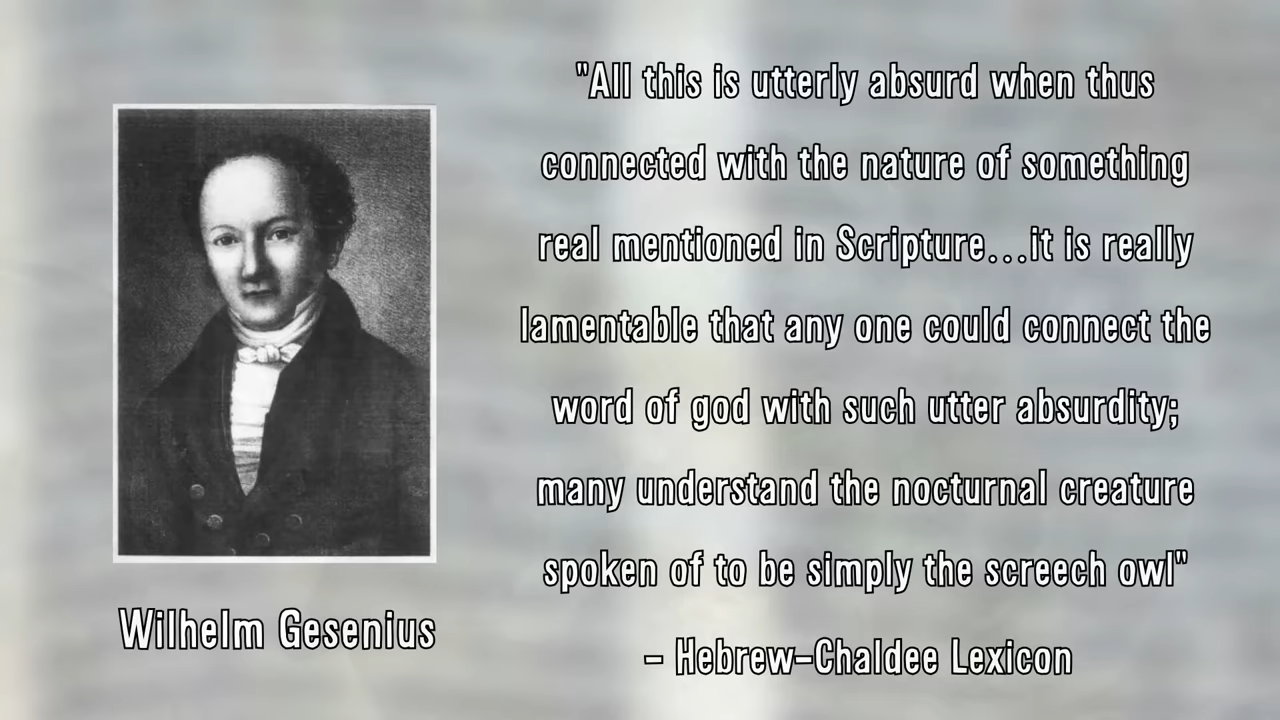 "All this is utterly absurd when thus
connected with the nature of something
real mentioned in Scripture...it is really
lamentable that any one could connect the
word of god with such utter absurdity;
many understand the nocturnal creature
spoken of to be simply the screech owl"
- Hebrew-Chaldee Lexicon
Wilhelm Gesenius